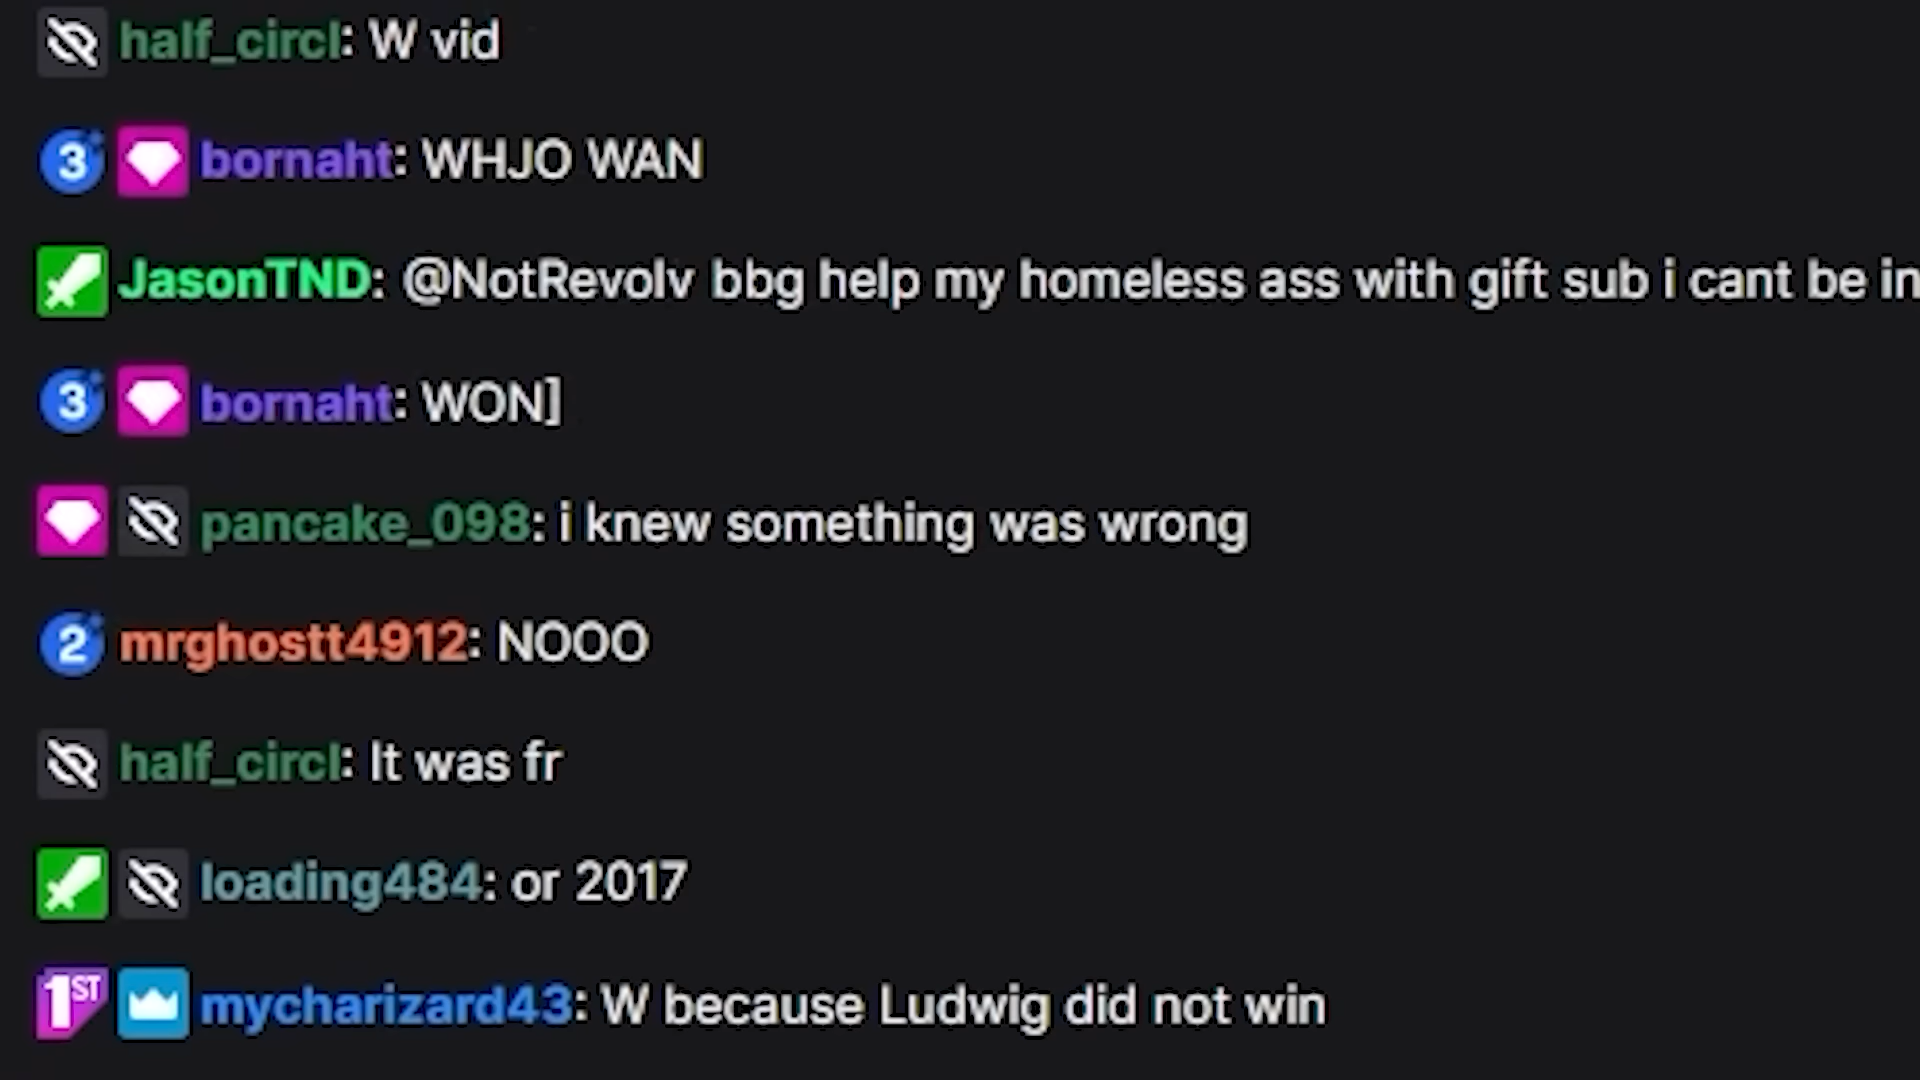 half_circl: W vid
3 bornaht: WHJO WAN
JasonTND: @NotRevolv bbg help my homeless ass with gift sub i cant be in
3 bornaht: WON]
pancake_098: i knew something was wrong
2 mrghostt4912: NOOO
half_circl: It was fr
loading484: or 2017
1ST mycharizard43: W because Ludwig did not win